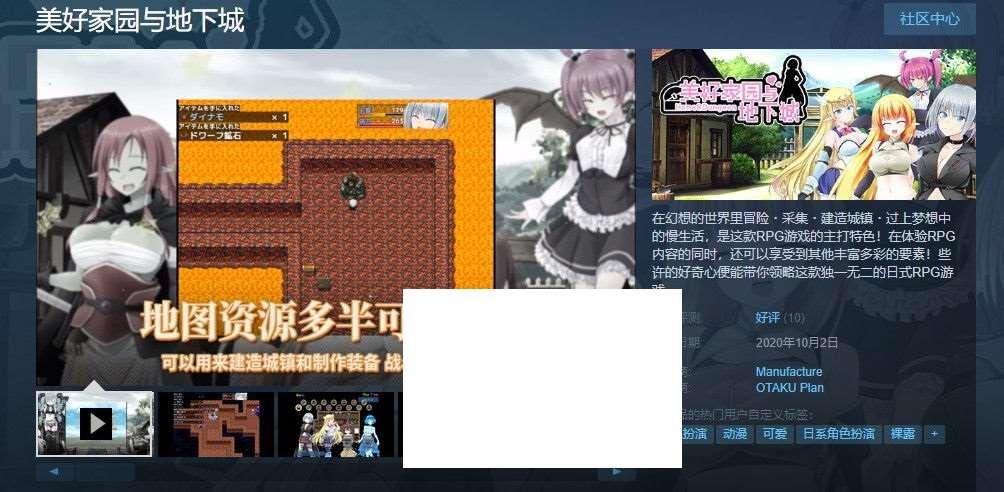 美好家园与地下城
社区中心
アイテムを手に入れた
ダイナモ × 1
アイテムを手に入れた
ドワーフ鉱石 × 1
地图资源多半可
可以用来建造城镇和制作装备 战
美好家园与
地下城
在幻想的世界里冒险・采集・建造城镇・过上梦想中
的慢生活，是这款RPG游戏的主打特色！在体验RPG
内容的同时，还可以享受到其他丰富多彩的要素！些
许的好奇心便能带你领略这款独一无二的日式RPG游
好评 (10)
期 2020年10月2日
Manufacture
OTAKU Plan
品的热门用户自定义标签：
扮演 动漫 可爱 日系角色扮演 裸露 +